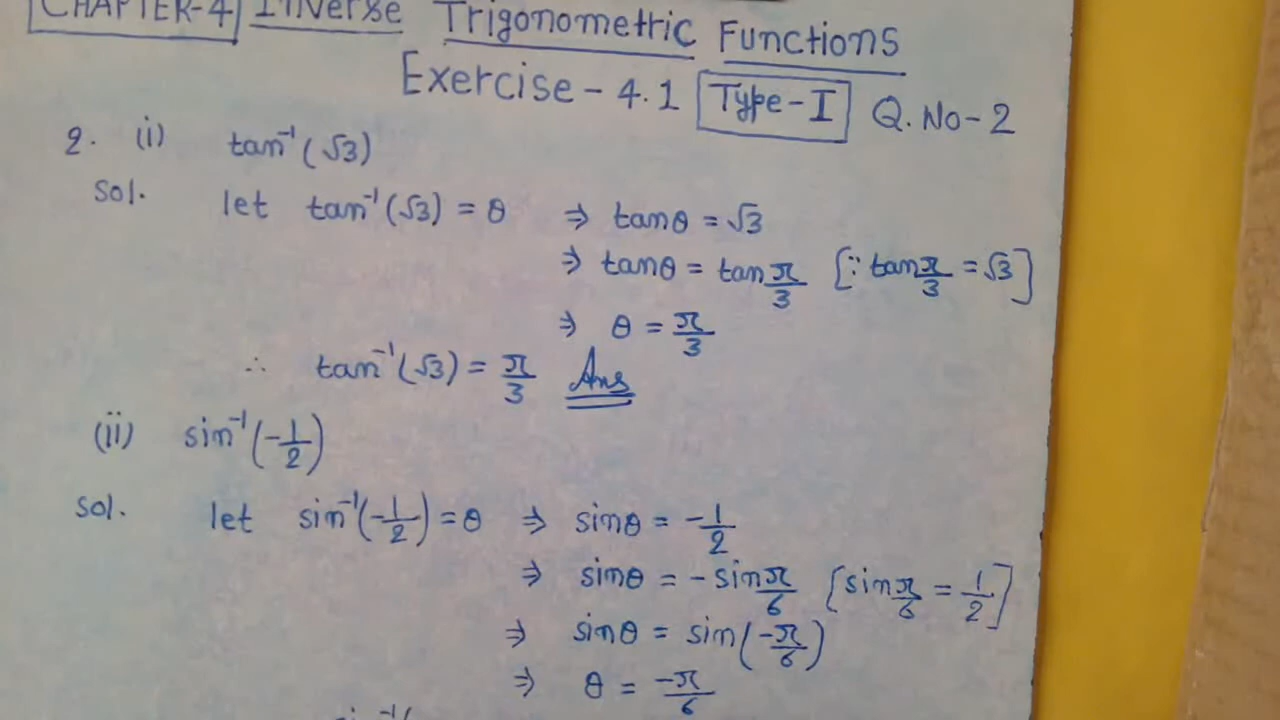 CHAPTER-4 Inverse Trigonometric Functions
Exercise - 4.1 Type-I Q. No-2
2. (i) tan⁻¹(√3)
Sol. let tan⁻¹(√3) = θ ⇒ tanθ = √3
⇒ tanθ = tan π/3 [∵ tan π/3 = √3]
⇒ θ = π/3
∴ tan⁻¹(√3) = π/3 Ans
(ii) sin⁻¹(-1/2)
Sol. let sin⁻¹(-1/2) = θ ⇒ sinθ = -1/2
⇒ sinθ = - sin π/6 [sin π/6 = 1/2]
⇒ sinθ = sin(-π/6)
⇒ θ = -π/6